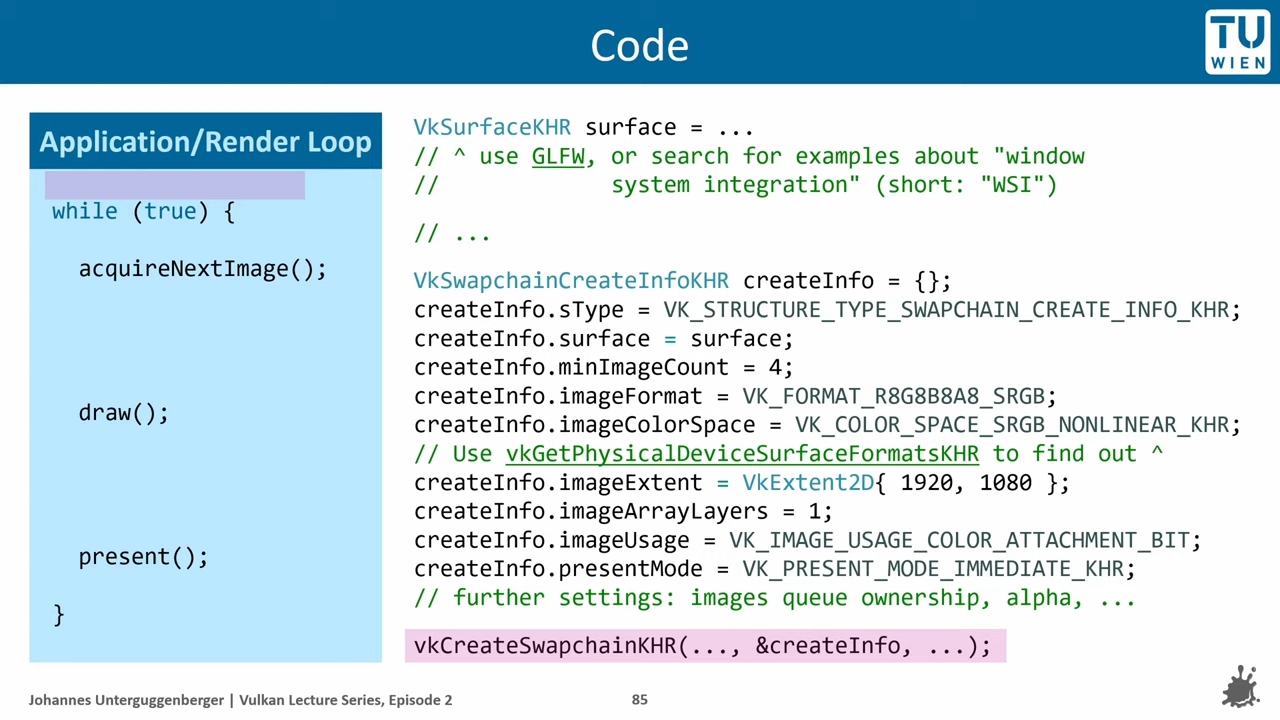 Code
TU
WIEN
Application/Render Loop
while (true) {
acquireNextImage();
draw();
present();
}
VkSurfaceKHR surface = ...
// ^ use GLFW, or search for examples about "window
// system integration" (short: "WSI")
// ...
VkSwapchainCreateInfoKHR createInfo = {};
createInfo.sType = VK_STRUCTURE_TYPE_SWAPCHAIN_CREATE_INFO_KHR;
createInfo.surface = surface;
createInfo.minImageCount = 4;
createInfo.imageFormat = VK_FORMAT_R8G8B8A8_SRGB;
createInfo.imageColorSpace = VK_COLOR_SPACE_SRGB_NONLINEAR_KHR;
// Use vkGetPhysicalDeviceSurfaceFormatsKHR to find out ^
createInfo.imageExtent = VkExtent2D{ 1920, 1080 };
createInfo.imageArrayLayers = 1;
createInfo.imageUsage = VK_IMAGE_USAGE_COLOR_ATTACHMENT_BIT;
createInfo.presentMode = VK_PRESENT_MODE_IMMEDIATE_KHR;
// further settings: images queue ownership, alpha, ...
vkCreateSwapchainKHR(..., &createInfo, ...);
Johannes Unterguggenberger | Vulkan Lecture Series, Episode 2
85